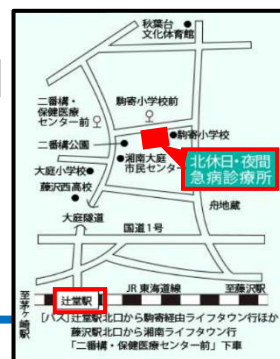 秋葉台
文化体育館
二番構・
保健医療
センター前
駒寄小学校前
二番構公園
駒寄小学校
湘南大庭
市民センター
北休日・夜間
急病診療所
大庭小学校
藤沢西高校
舟地蔵
大庭隧道
国道1号
JR 東海道線
至藤沢駅
至茅ヶ崎駅
辻堂駅
[バス]辻堂駅北口から駒寄経由ライフタウン行ほか
藤沢駅北口から湘南ライフタウン行
「二番構・保健医療センター前」下車